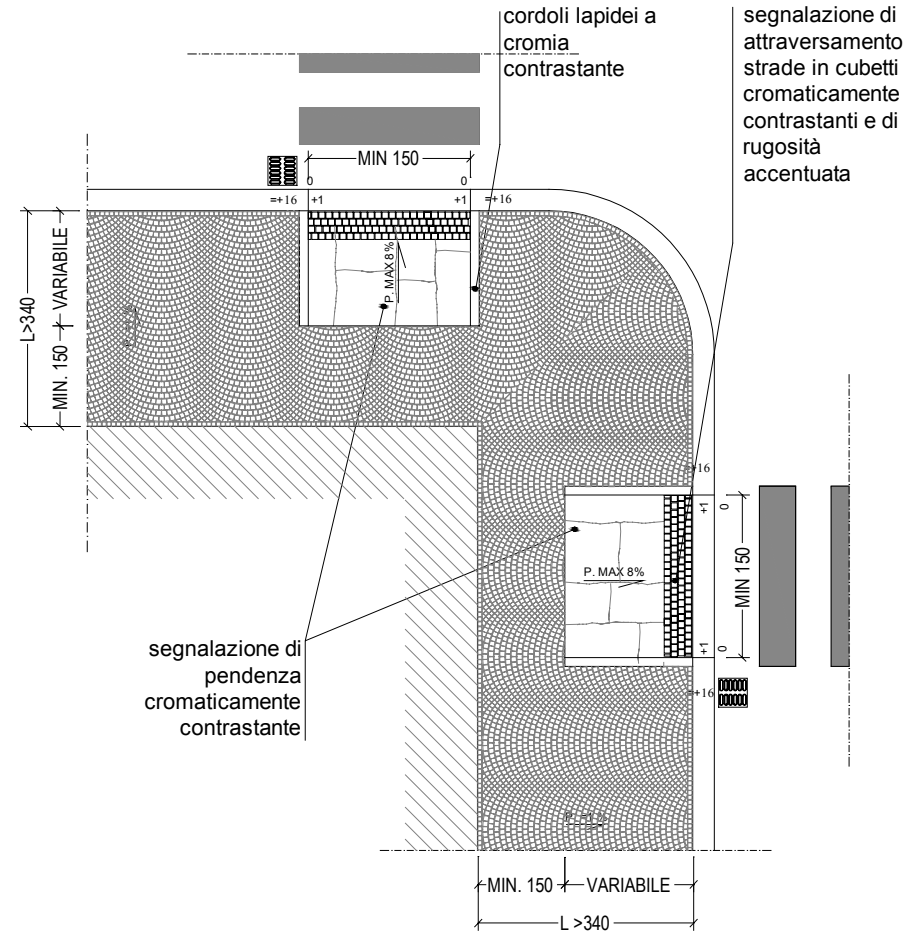 cordoli lapidei a
cromia
contrastante
segnalazione di
attraversamento
strade in cubetti
cromaticamente
contrastanti e di
rugosità
accentuata
MIN 150
0
0
=+16
+1
+1
=+16
P. MAX 8%
L>340
MIN. 150
VARIABILE
=+16
+1
0
P. MAX 8%
MIN 150
+1
0
=+16
segnalazione di
pendenza
cromaticamente
contrastante
P. =1%
MIN. 150
VARIABILE
L >340